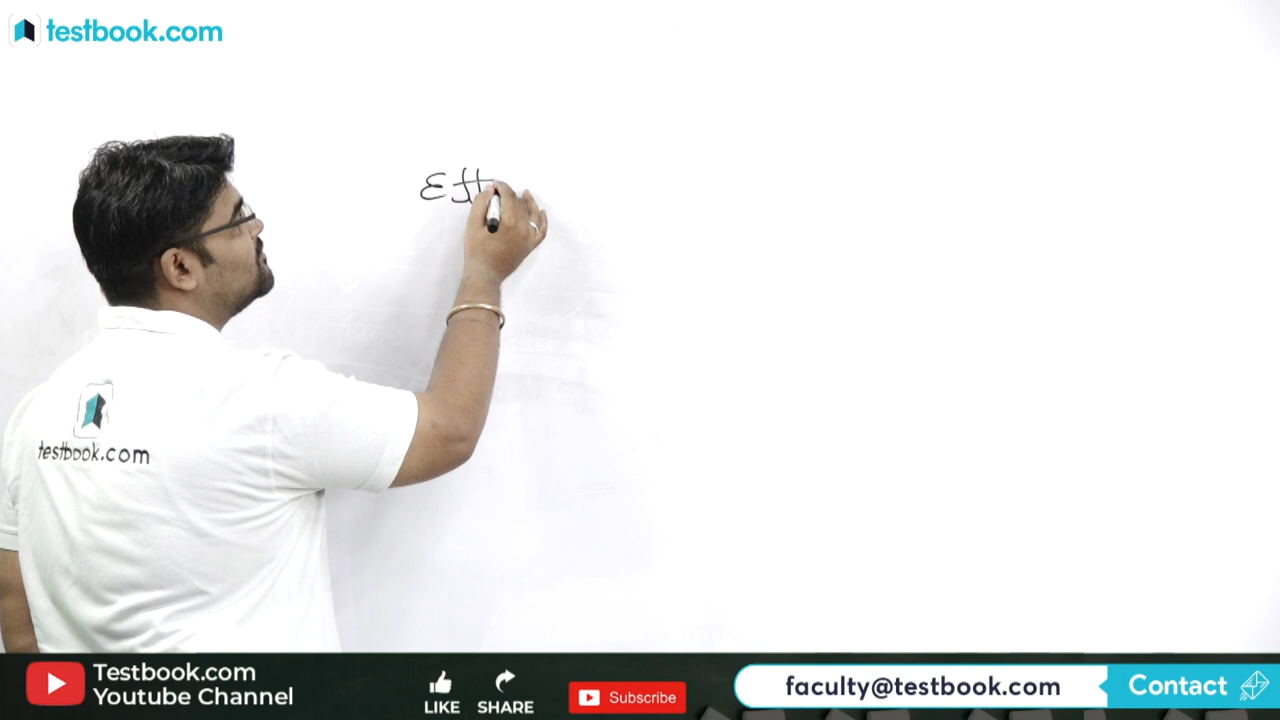 testbook.com
Eff
testbook.com
Testbook.com
Youtube Channel
LIKE
SHARE
Subscribe
faculty@testbook.com
Contact